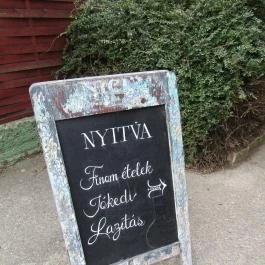 NYITVA
Finom ételek
Jókedv
Lazítás